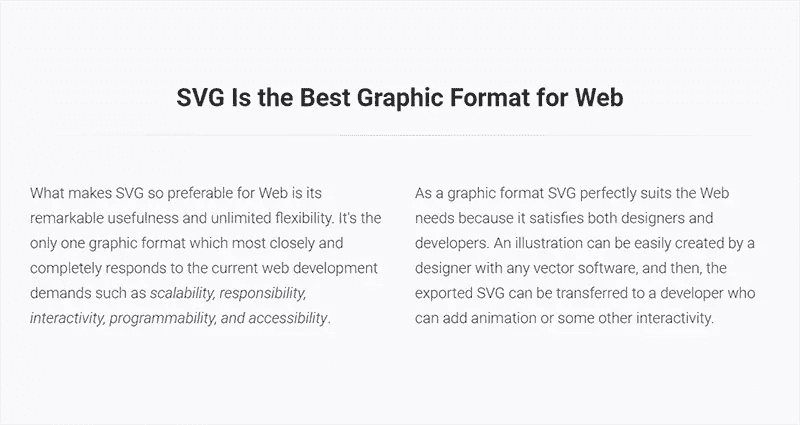 SVG Is the Best Graphic Format for Web
What makes SVG so preferable for Web is its
remarkable usefulness and unlimited flexibility. It's the
only one graphic format which most closely and
completely responds to the current web development
demands such as scalability, responsibility,
interactivity, programmability, and accessibility.
As a graphic format SVG perfectly suits the Web
needs because it satisfies both designers and
developers. An illustration can be easily created by a
designer with any vector software, and then, the
exported SVG can be transferred to a developer who
can add animation or some other interactivity.